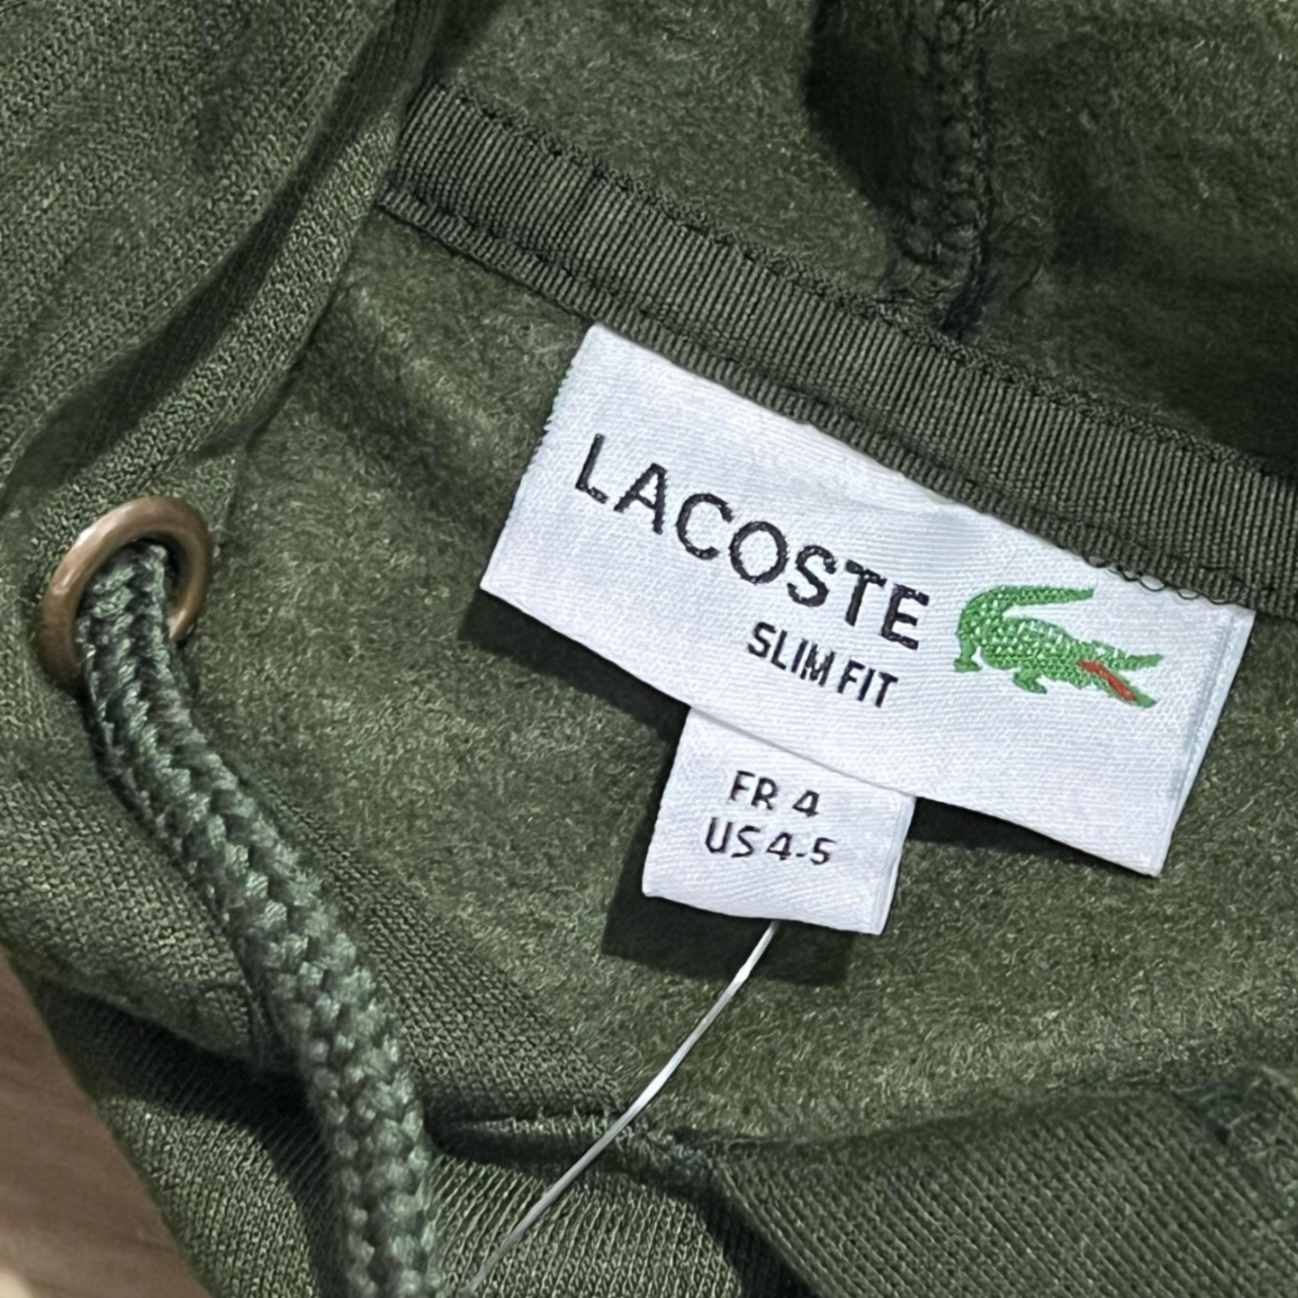 LACOSTE
SLIM FIT
FR 4
US 4-5